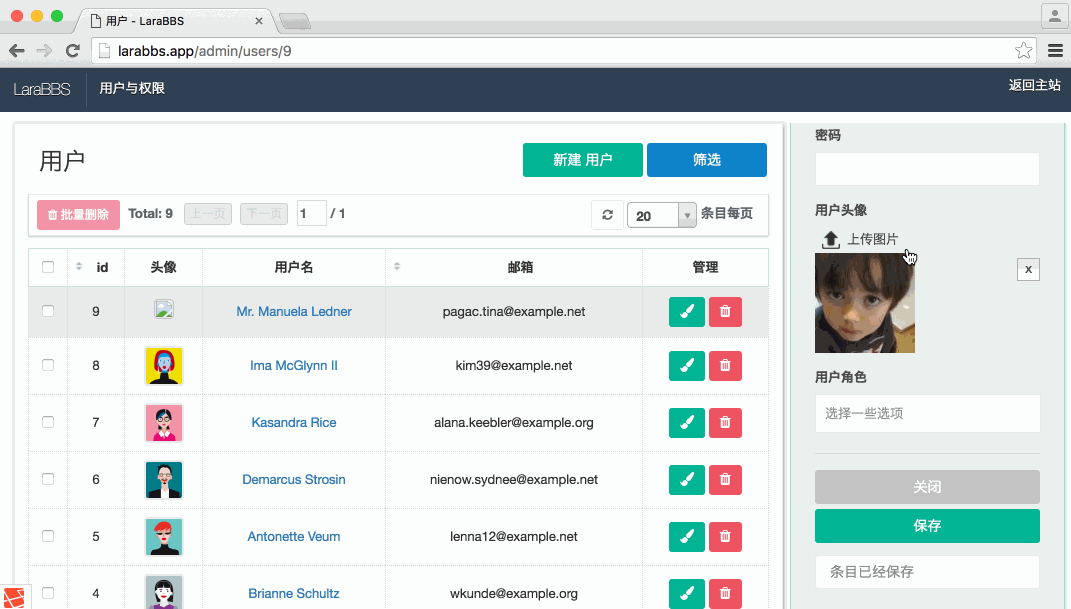 用户 - LaraBBS
larabbs.app/admin/users/9
LaraBBS 用户与权限 返回主站
用户
新建 用户 筛选
批量删除 Total: 9 上一页 下一页 1 / 1 20 条目每页
id 头像 用户名 邮箱 管理
9 Mr. Manuela Ledner pagac.tina@example.net
8 Ima McGlynn II kim39@example.net
7 Kasandra Rice alana.keebler@example.org
6 Demarcus Strosin nienow.sydnee@example.net
5 Antonette Veum lenna12@example.net
4 Brianne Schultz wkunde@example.org
密码
用户头像
上传图片
x
用户角色
选择一些选项
关闭
保存
条目已经保存